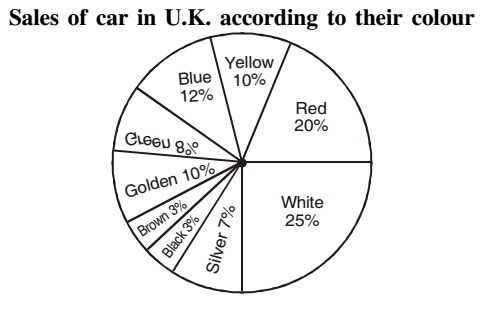 Sales of car in U.K. according to their colour
Yellow
10%
Blue
12%
Red
20%
Green 8%
Golden 10%
White
25%
Brown 3%
Black 3%
Silver 7%